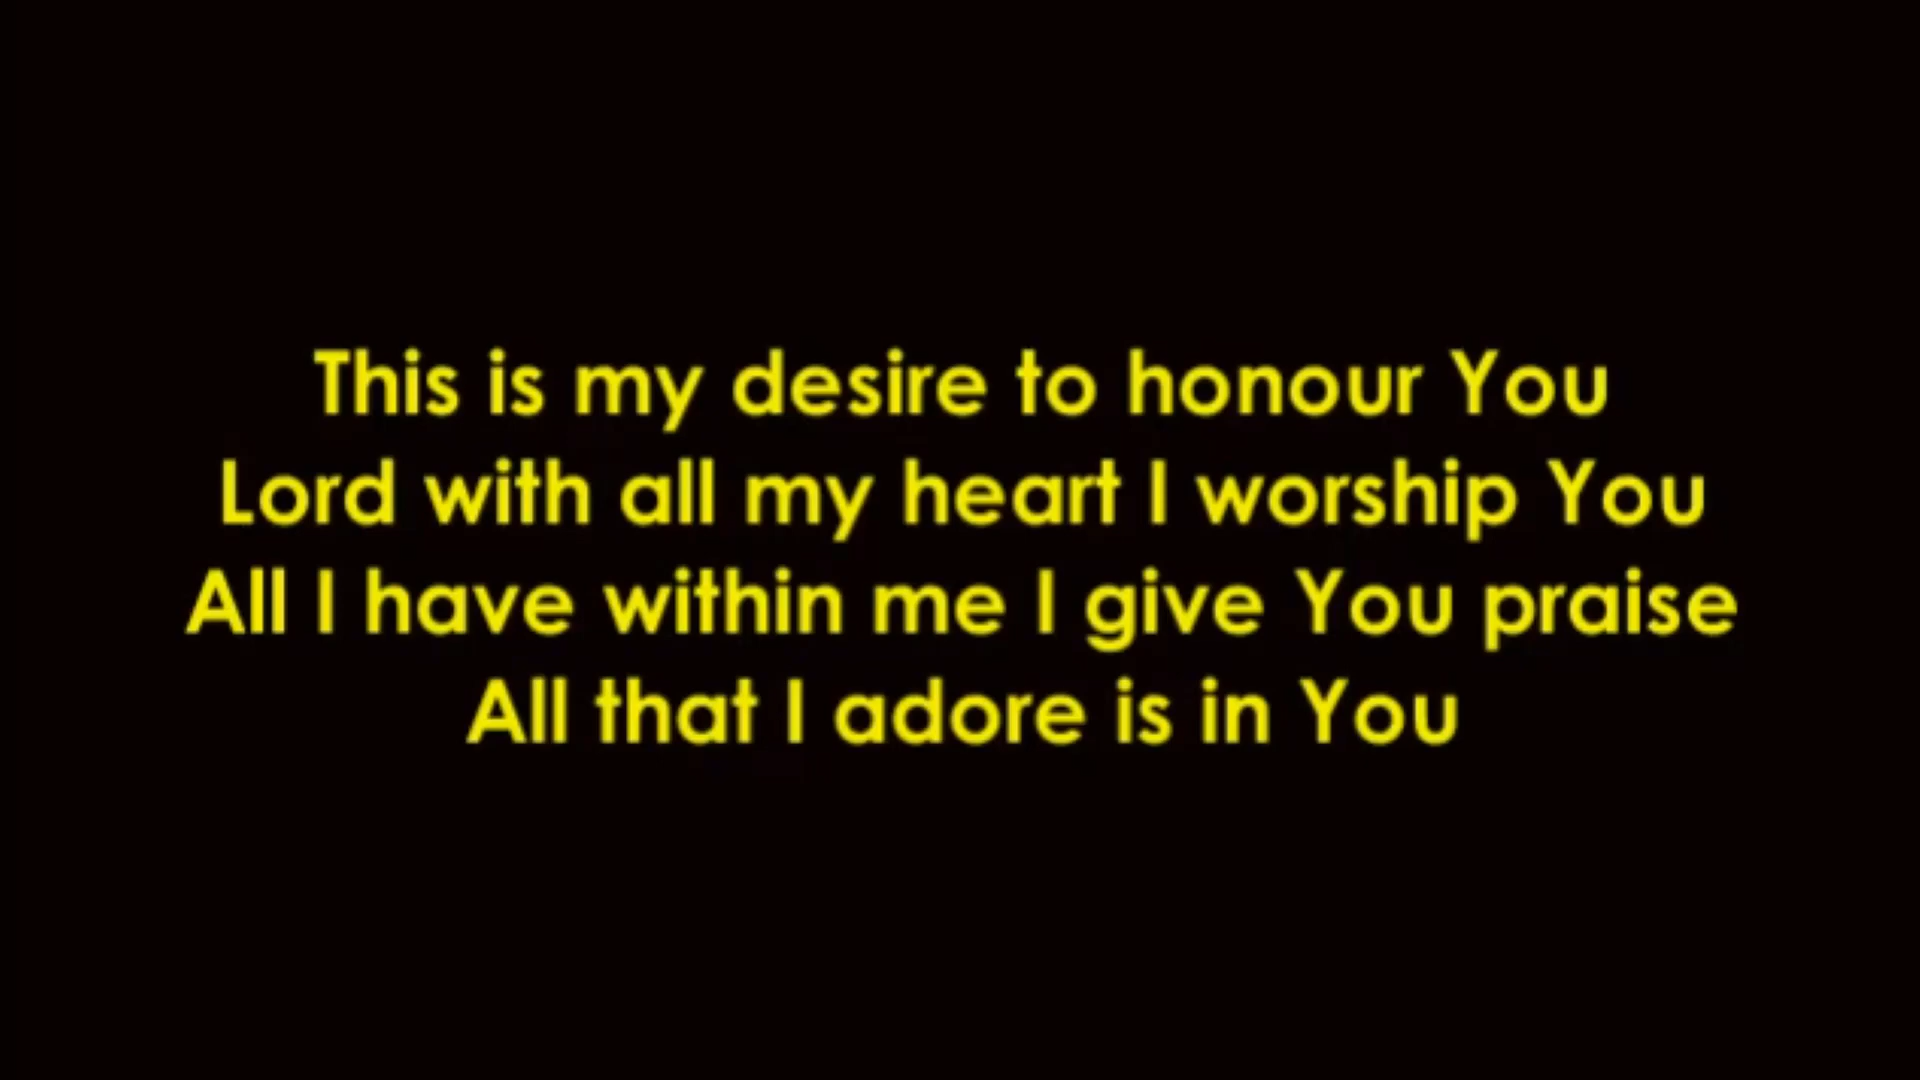 This is my desire to honour You
Lord with all my heart I worship You
All I have within me I give You praise
All that I adore is in You